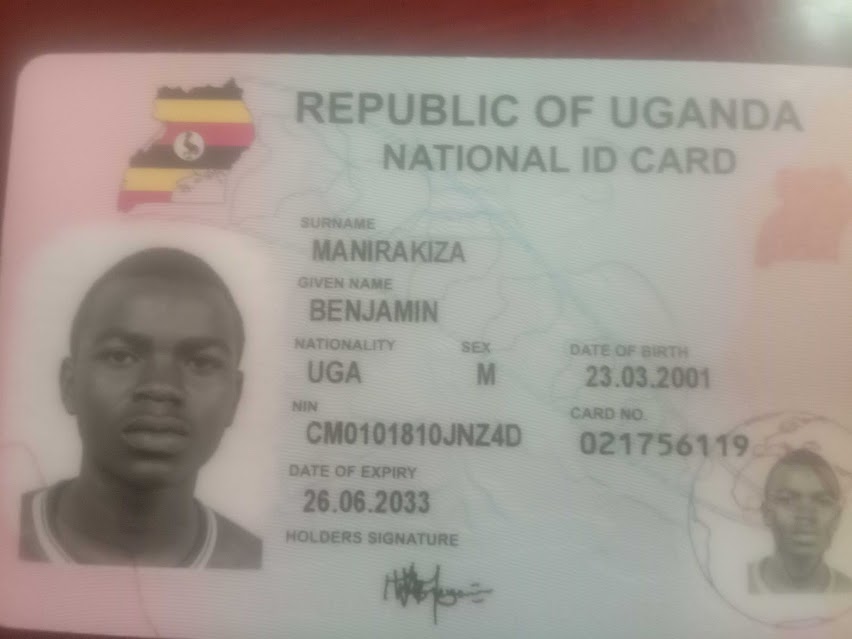 REPUBLIC OF UGANDA
NATIONAL ID CARD
SURNAME
MANIRAKIZA
GIVEN NAME
BENJAMIN
NATIONALITY SEX DATE OF BIRTH
UGA M 23.03.2001
NIN CARD NO.
CM0101810JNZ4D 021756119
DATE OF EXPIRY
26.06.2033
HOLDERS SIGNATURE